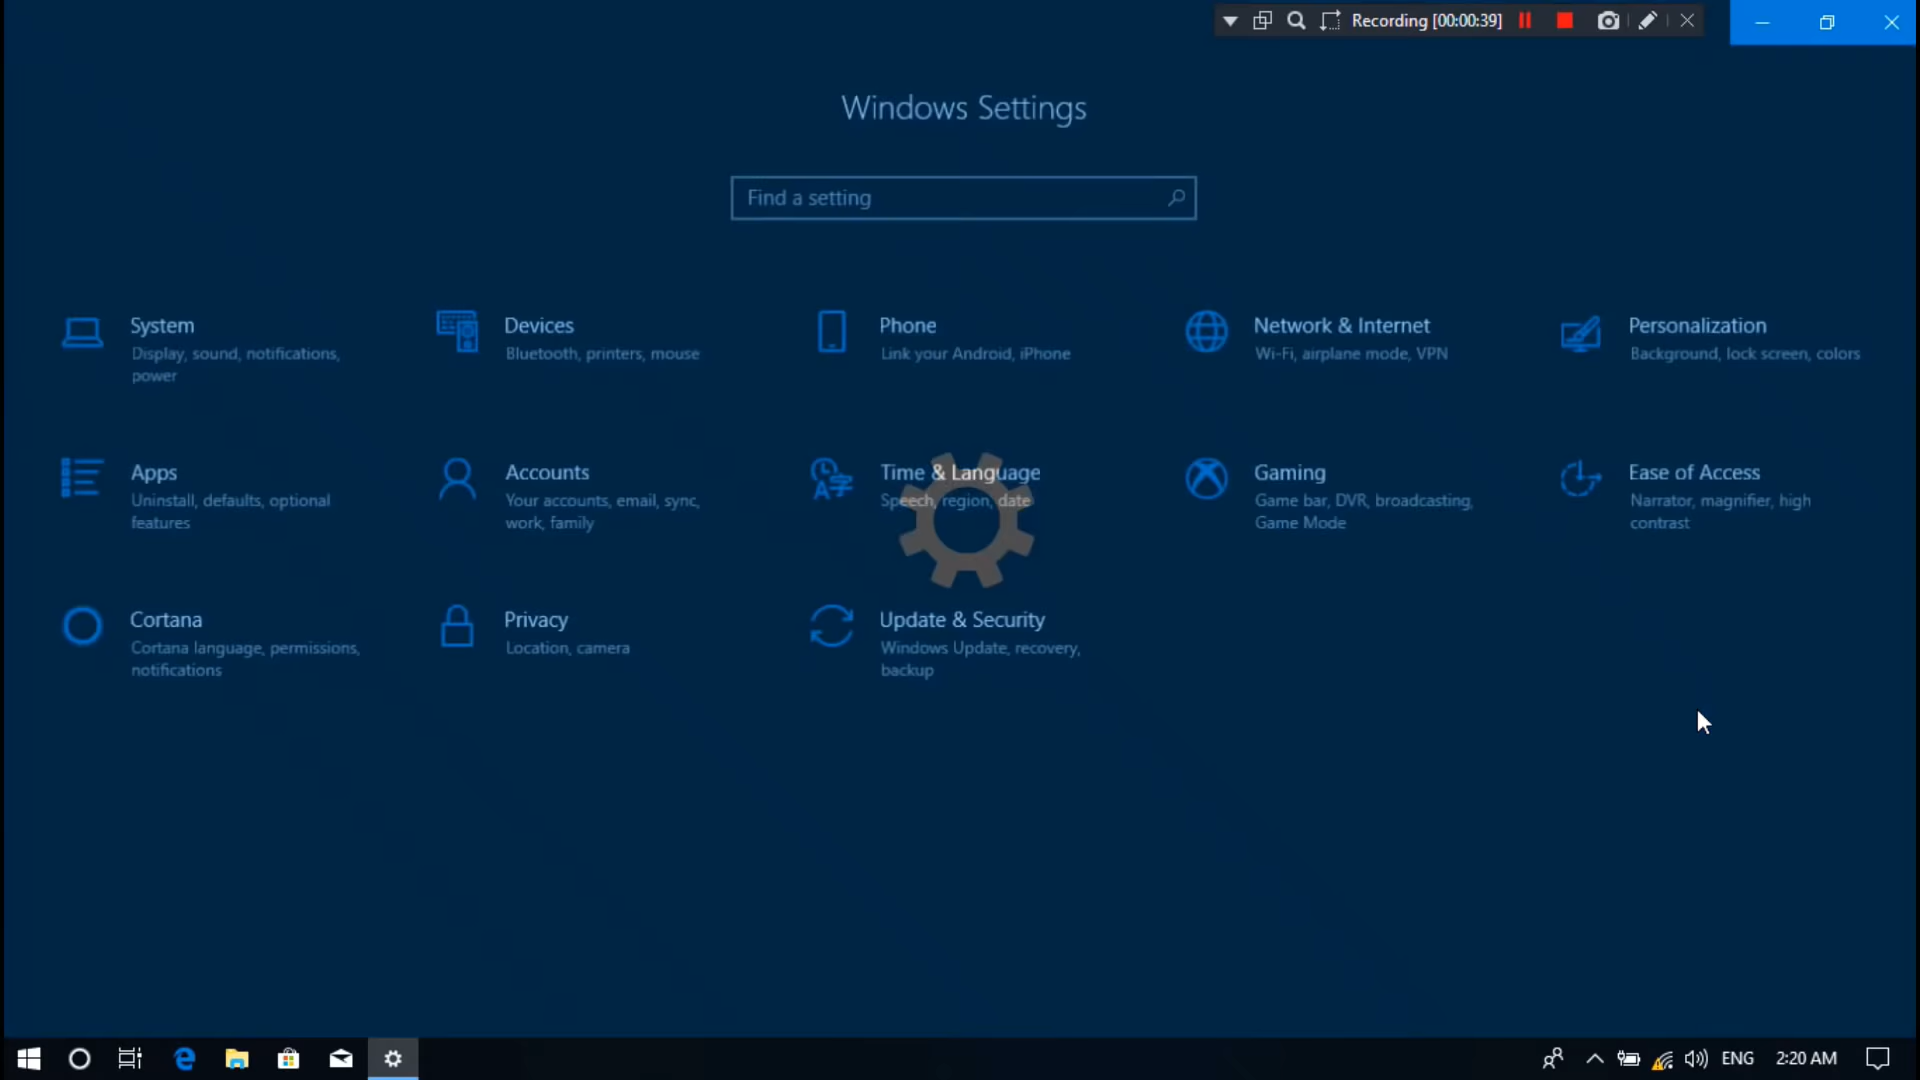 Recording [00:00:39]
Windows Settings
Find a setting
System
Display, sound, notifications,
power
Devices
Bluetooth, printers, mouse
Phone
Link your Android, iPhone
Network & Internet
Wi-Fi, airplane mode, VPN
Personalization
Background, lock screen, colors
Apps
Uninstall, defaults, optional
features
Accounts
Your accounts, email, sync,
work, family
Time & Language
Speech, region, date
Gaming
Game bar, DVR, broadcasting,
Game Mode
Ease of Access
Narrator, magnifier, high
contrast
Cortana
Cortana language, permissions,
notifications
Privacy
Location, camera
Update & Security
Windows Update, recovery,
backup
ENG 2:20 AM